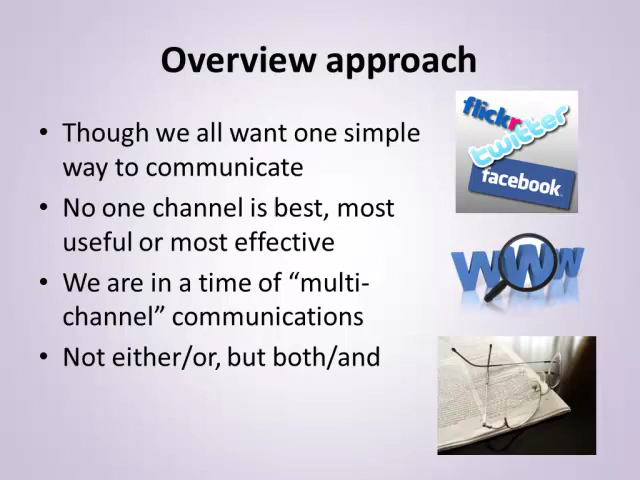 Overview approach
• Though we all want one simple
way to communicate
• No one channel is best, most
useful or most effective
• We are in a time of “multi-
channel” communications
• Not either/or, but both/and
flickr
twitter
facebook.
www